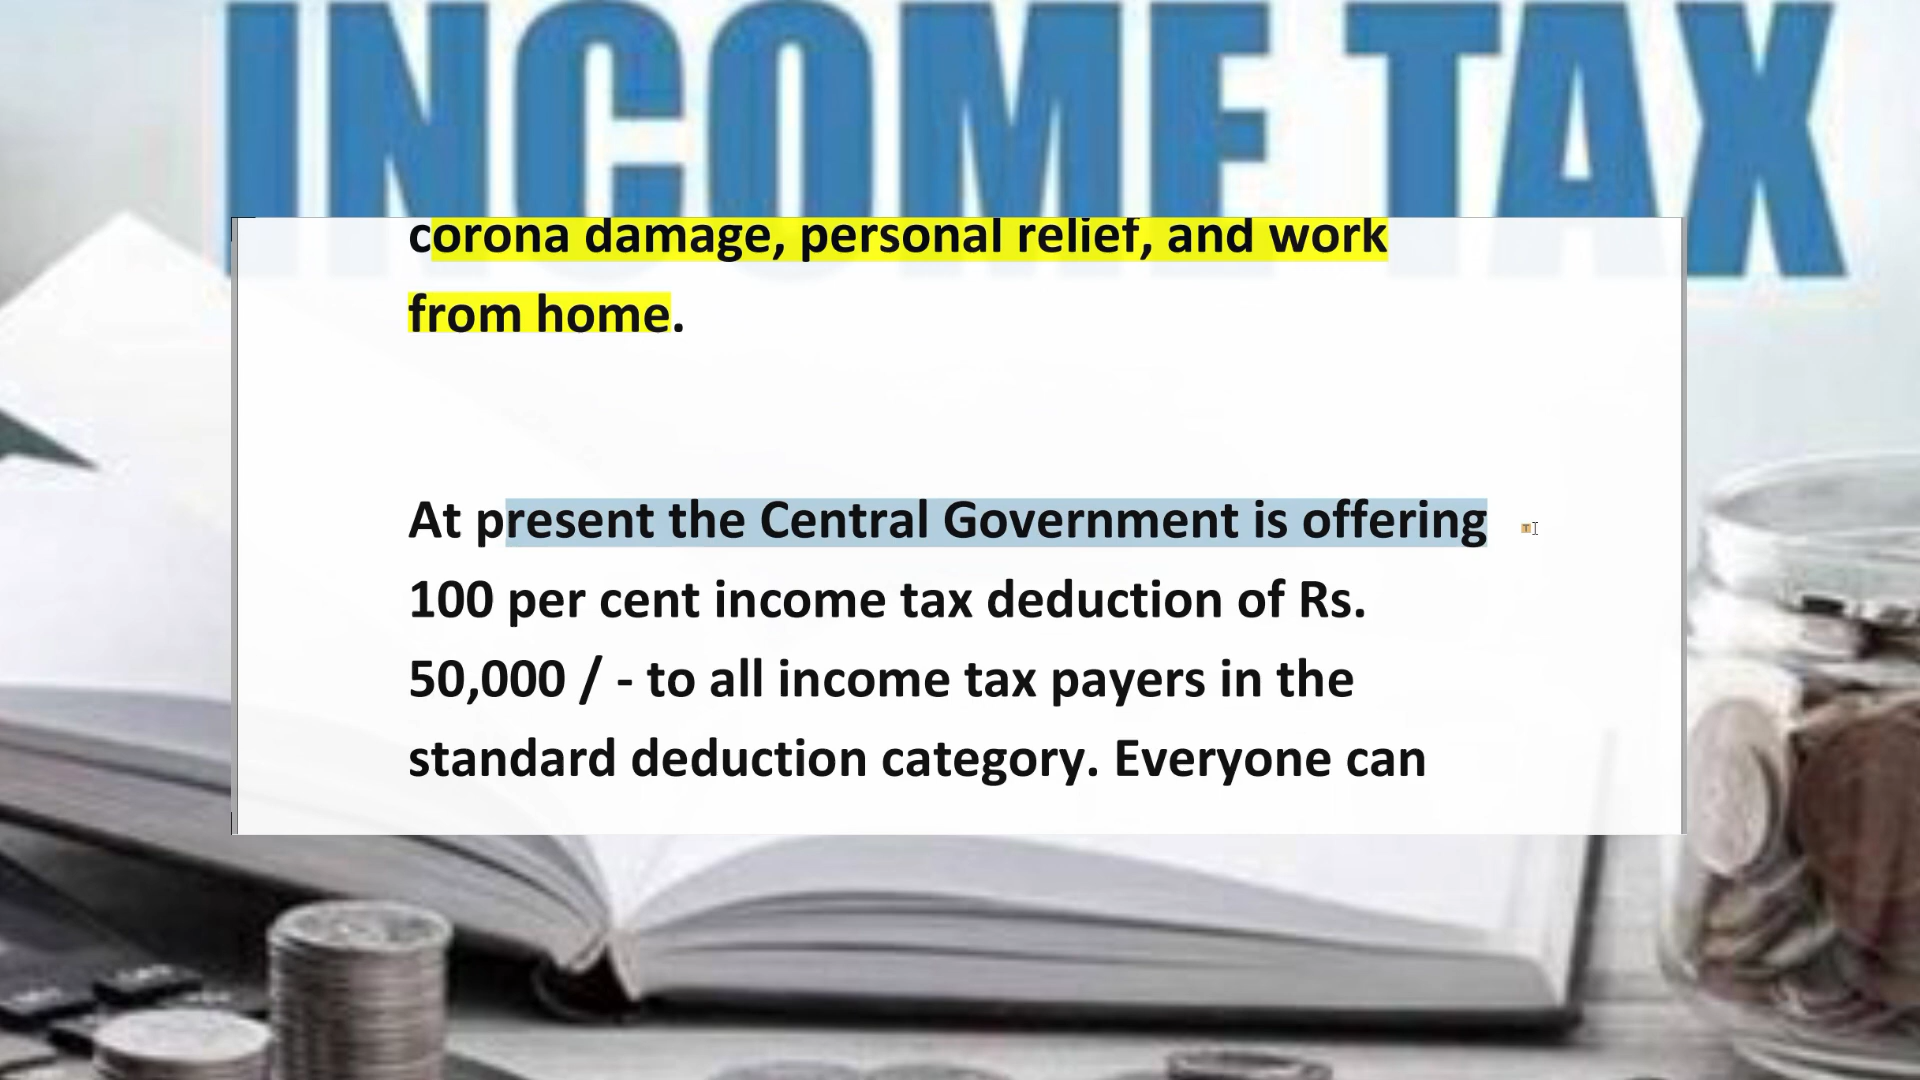 INCOME TAX
corona damage, personal relief, and work
from home.
At present the Central Government is offering
100 per cent income tax deduction of Rs.
50,000 / - to all income tax payers in the
standard deduction category. Everyone can